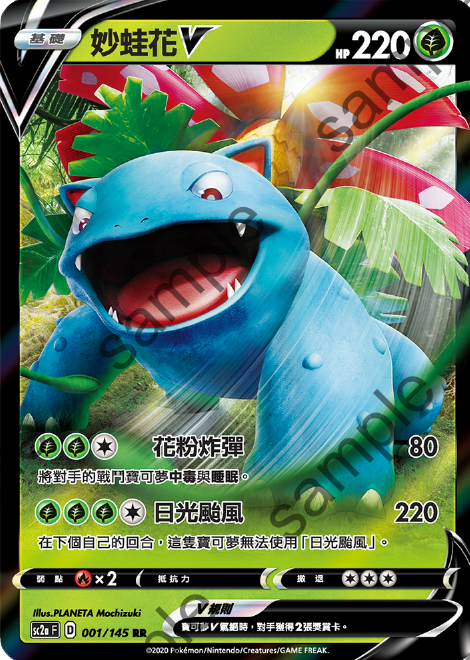 基礎 妙蛙花V HP 220
花粉炸彈 80
將對手的戰鬥寶可夢中毒與睡眠。
日光颱風 220
在下個自己的回合，這隻寶可夢無法使用「日光颱風」。
弱點 ×2 抵抗力 撤退
Illus.PLANETA Mochizuki
V規則
sc2a F D 001/145 RR
寶可夢V氣絕時，對手獲得2張獎賞卡。
©2020 Pokémon/Nintendo/Creatures/GAME FREAK.
sample
sample
sample
sample
sample